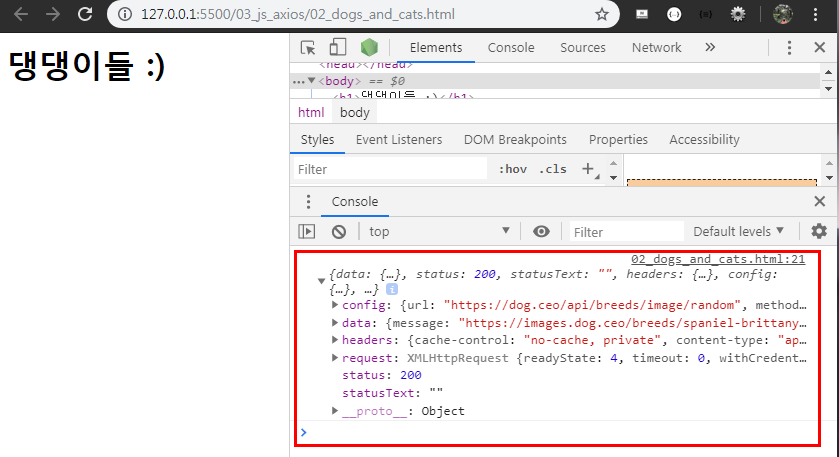 127.0.0.1:5500/03_js_axios/02_dogs_and_cats.html
댕댕이들 :)
Elements Console Sources Network »
<head></head>
<body> == $0
<h1>댕댕이들 :)</h1>
html body
Styles Event Listeners DOM Breakpoints Properties Accessibility
Filter :hov .cls +
Console
top Filter Default levels
02_dogs_and_cats.html:21
{data: {…}, status: 200, statusText: "", headers: {…}, config:
{…}, …} i
config: {url: "https://dog.ceo/api/breeds/image/random", method…
data: {message: "https://images.dog.ceo/breeds/spaniel-brittany…
headers: {cache-control: "no-cache, private", content-type: "ap…
request: XMLHttpRequest {readyState: 4, timeout: 0, withCredent…
status: 200
statusText: ""
__proto__: Object